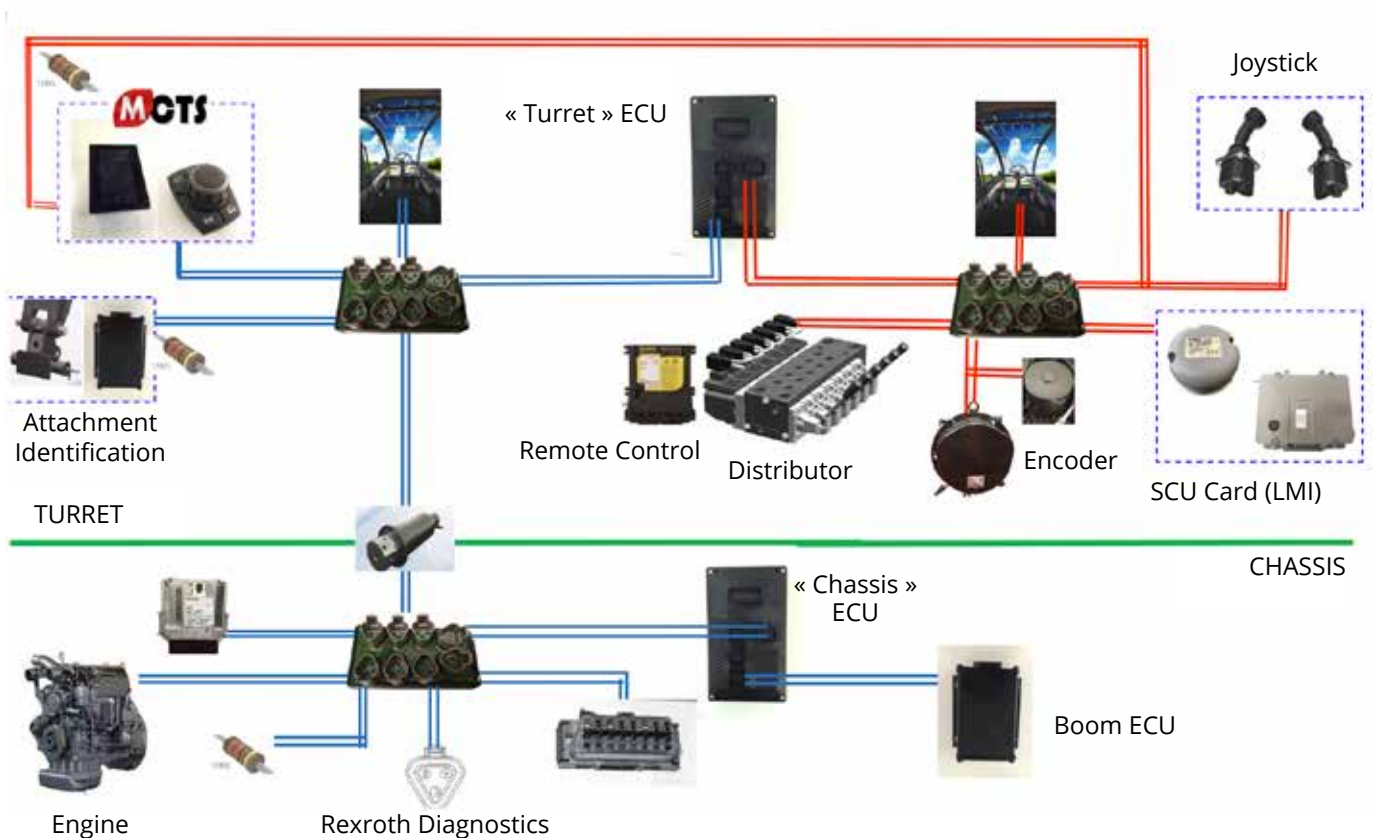 MCTS
« Turret » ECU
Joystick
Attachment
Identification
Remote Control
Distributor
Encoder
SCU Card (LMI)
TURRET
CHASSIS
« Chassis »
ECU
Boom ECU
Engine
Rexroth Diagnostics